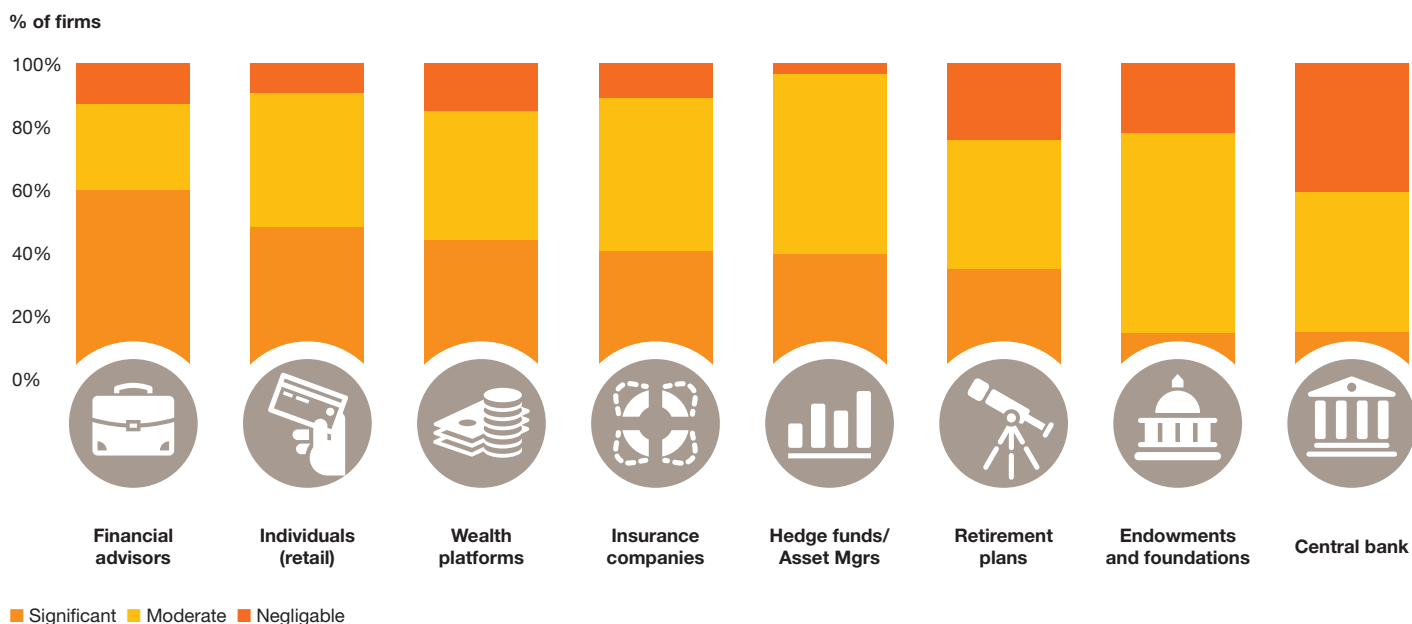 % of firms
100%
80%
60%
40%
20%
0%
Financial
advisors
Individuals
(retail)
Wealth
platforms
Insurance
companies
Hedge funds/
Asset Mgrs
Retirement
plans
Endowments
and foundations
Central bank
Significant Moderate Negligable